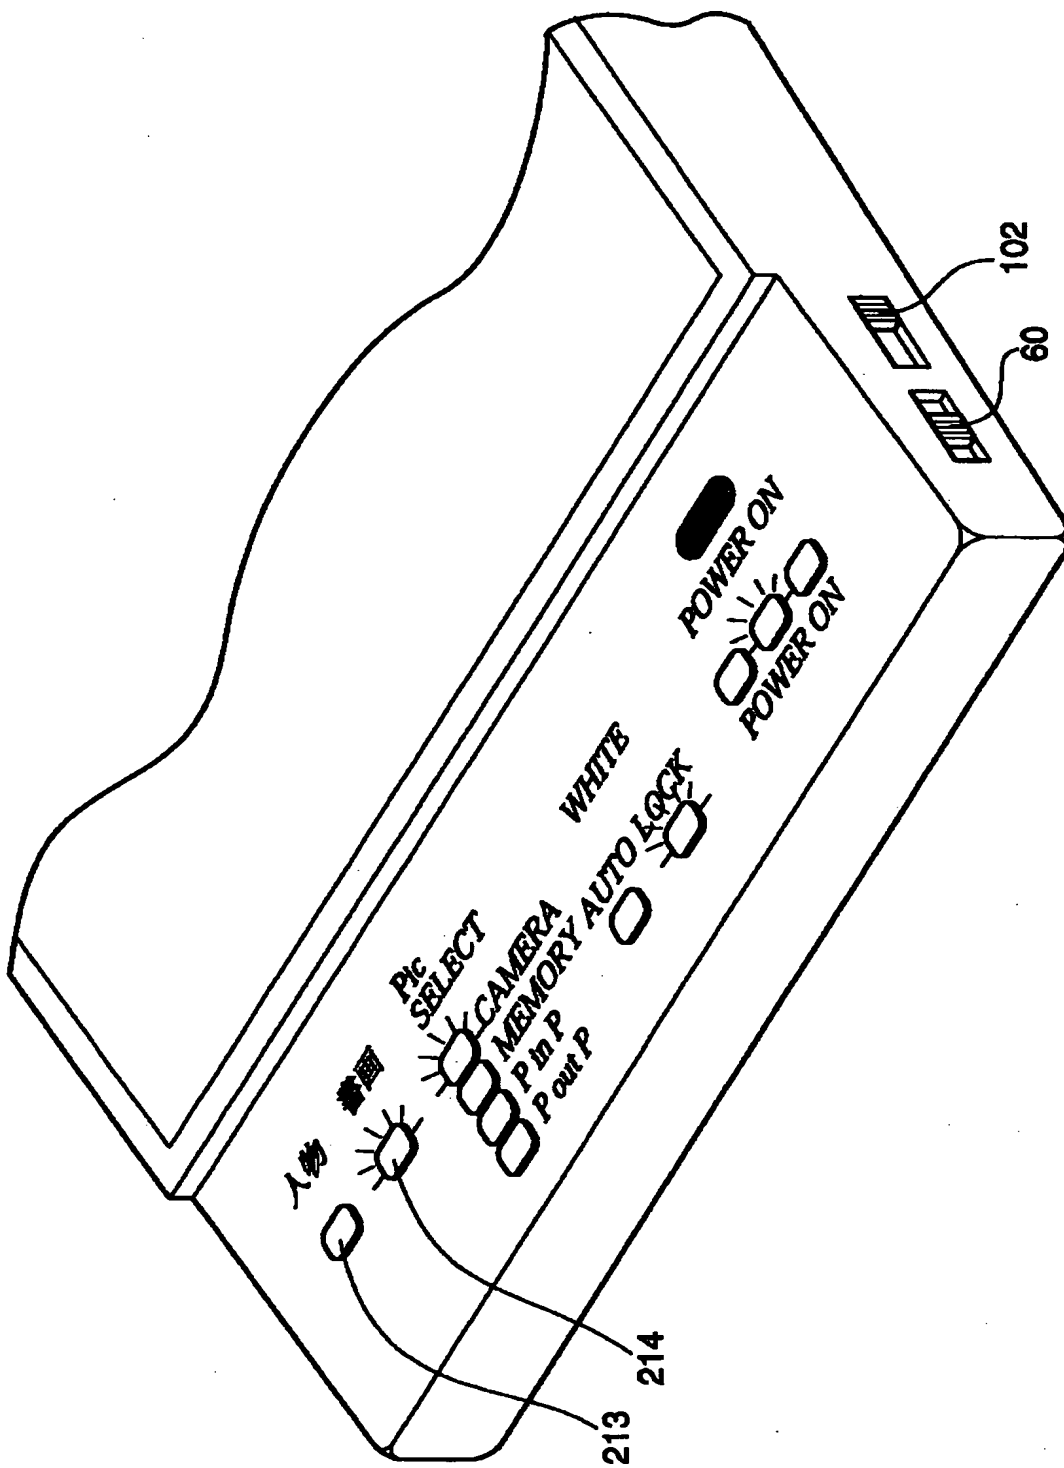 人物
書画
Pic
SELECT
CAMERA
MEMORY
P in P
P out P
WHITE
AUTO LOCK
POWER ON
POWER ON
213
214
60
102